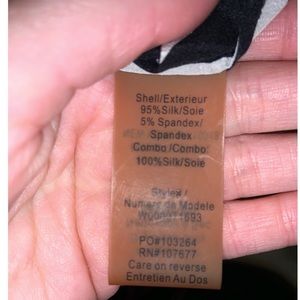 Shell/Exterieur
95% Silk/Soie
5% Spandex/
Spandex
Combo /Combo:
100%Silk/Soie
Style#/
Numero de Modele
PO#103264
RN#107677
Care on reverse
Entretien Au Dos